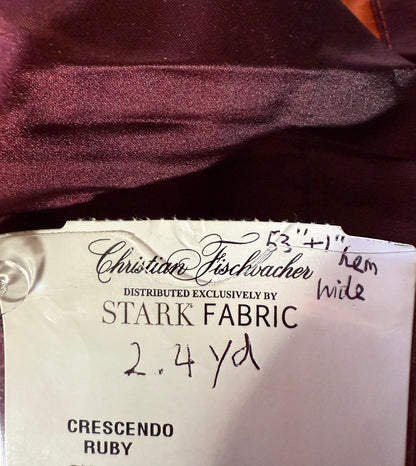 53" + 1"
hem
wide
Christian Fischbacher
DISTRIBUTED EXCLUSIVELY BY
STARK FABRIC
2.4 yd
CRESCENDO
RUBY